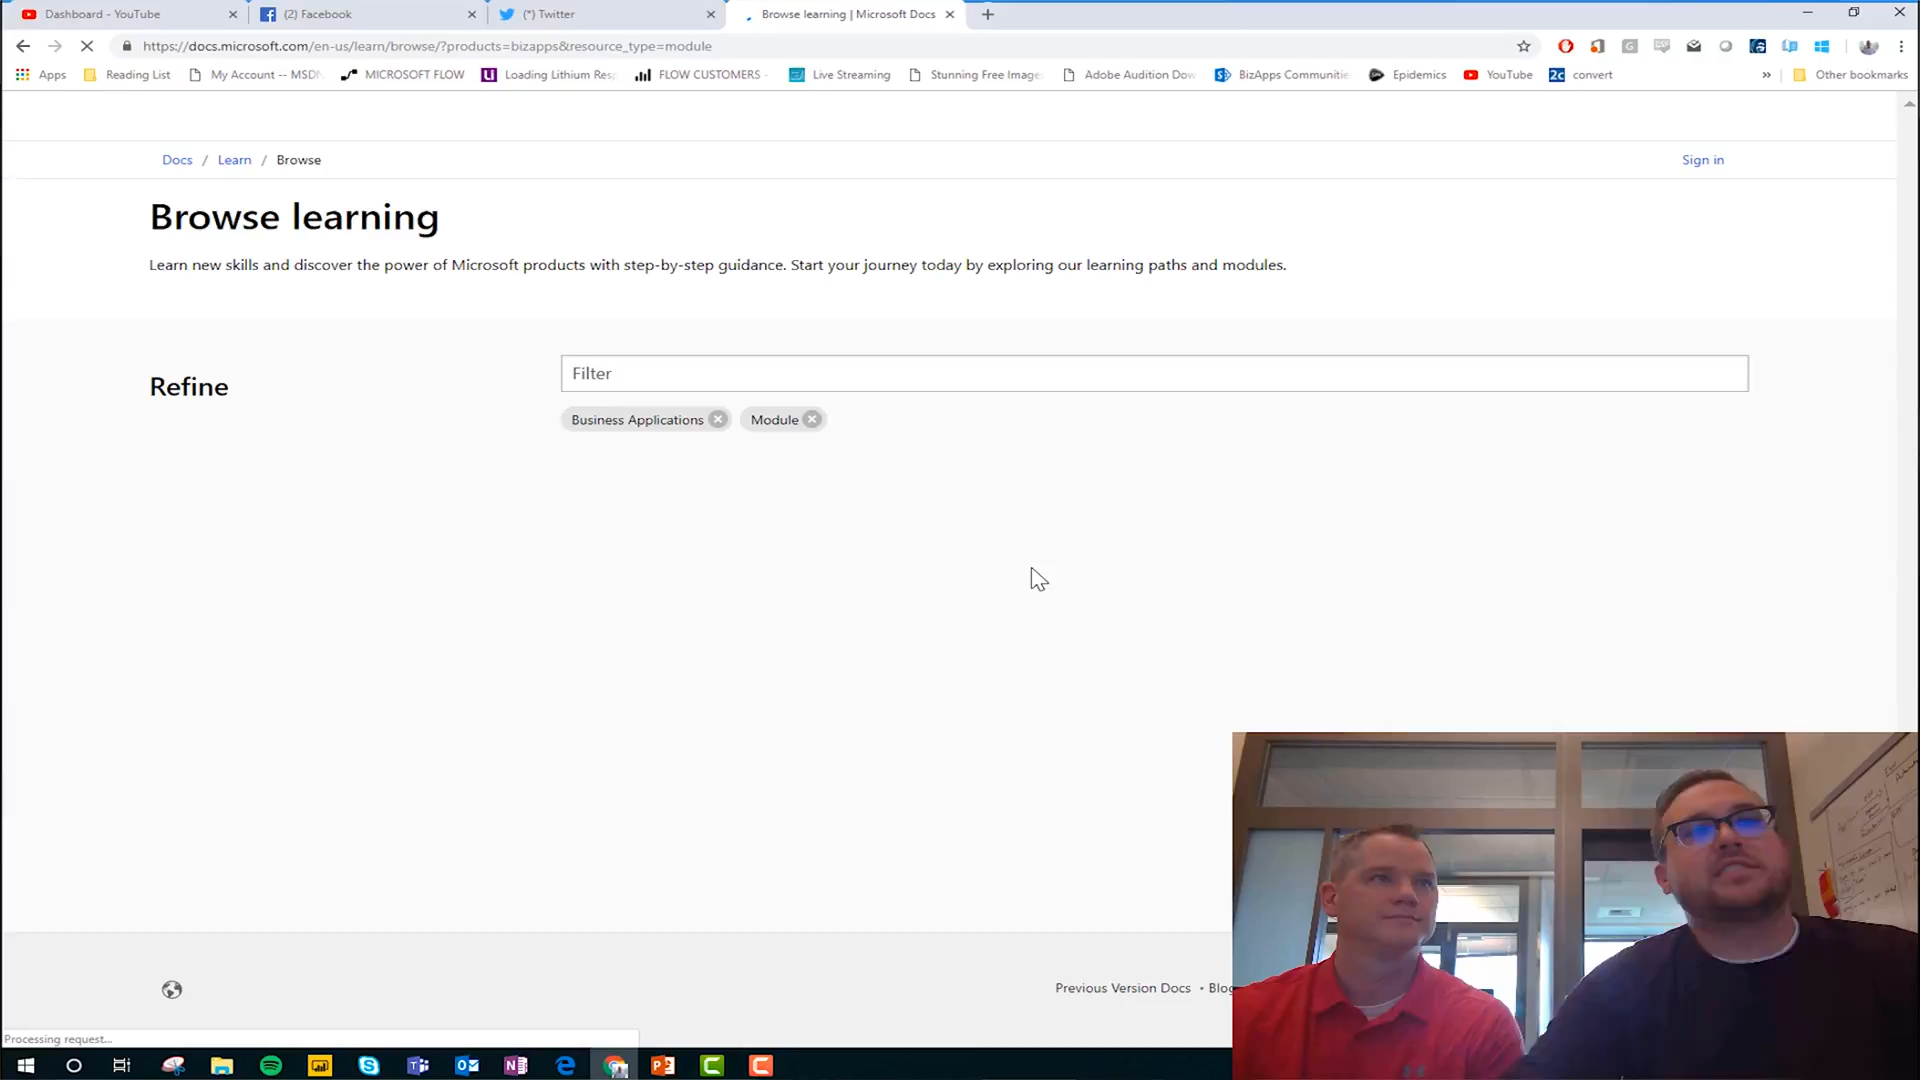 Dashboard - YouTube
(2) Facebook
(*) Twitter
Browse learning | Microsoft Docs
https://docs.microsoft.com/en-us/learn/browse/?products=bizapps&resource_type=module
Apps
Reading List
My Account -- MSDN
MICROSOFT FLOW
Loading Lithium Res
FLOW CUSTOMERS -
Live Streaming
Stunning Free Image
Adobe Audition Dow
BizApps Communitie
Epidemics
YouTube
convert
Other bookmarks
Docs / Learn / Browse
Sign in
Browse learning
Learn new skills and discover the power of Microsoft products with step-by-step guidance. Start your journey today by exploring our learning paths and modules.
Refine
Filter
Business Applications
Module
Previous Version Docs • Blog
Processing request...